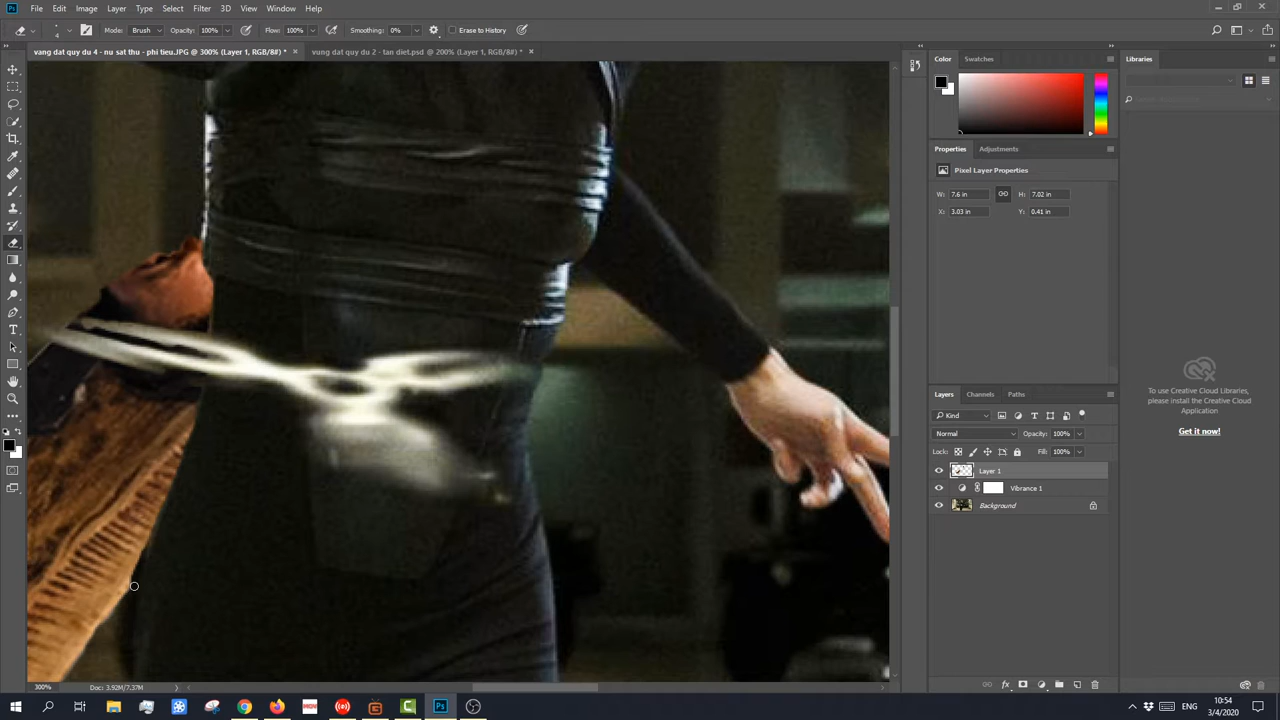 Ps File Edit Image Layer Type Select Filter 3D View Window Help
4 Mode: Brush Opacity: 100% Flow: 100% Smoothing: 0% Erase to History
vang dat quy du 4 - nu sat thu - phi tieu.JPG @ 300% (Layer 1, RGB/8#) * × vung dat quy du 2 - tan diet.psd @ 200% (Layer 1, RGB/8#) * ×
Color Swatches
Libraries
Properties Adjustments
Pixel Layer Properties
W: 7.6 in H: 7.02 in
X: 3.03 in Y: 0.41 in
To use Creative Cloud Libraries,
please install the Creative Cloud
Application
Get it now!
Layers Channels Paths
Kind
Normal Opacity: 100%
Lock: Fill: 100%
Layer 1
Vibrance 1
Background
300% Doc: 3.92M/7.37M
MOV Ps ENG
10:54
3/4/2020